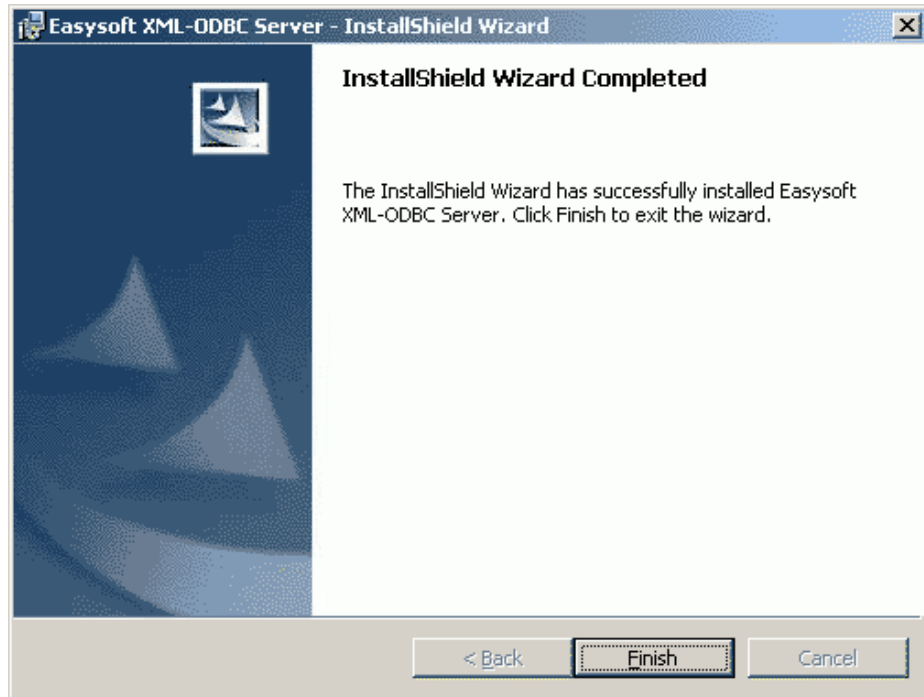 Easysoft XML-ODBC Server - InstallShield Wizard
InstallShield Wizard Completed
The InstallShield Wizard has successfully installed Easysoft
XML-ODBC Server. Click Finish to exit the wizard.
< Back
Finish
Cancel